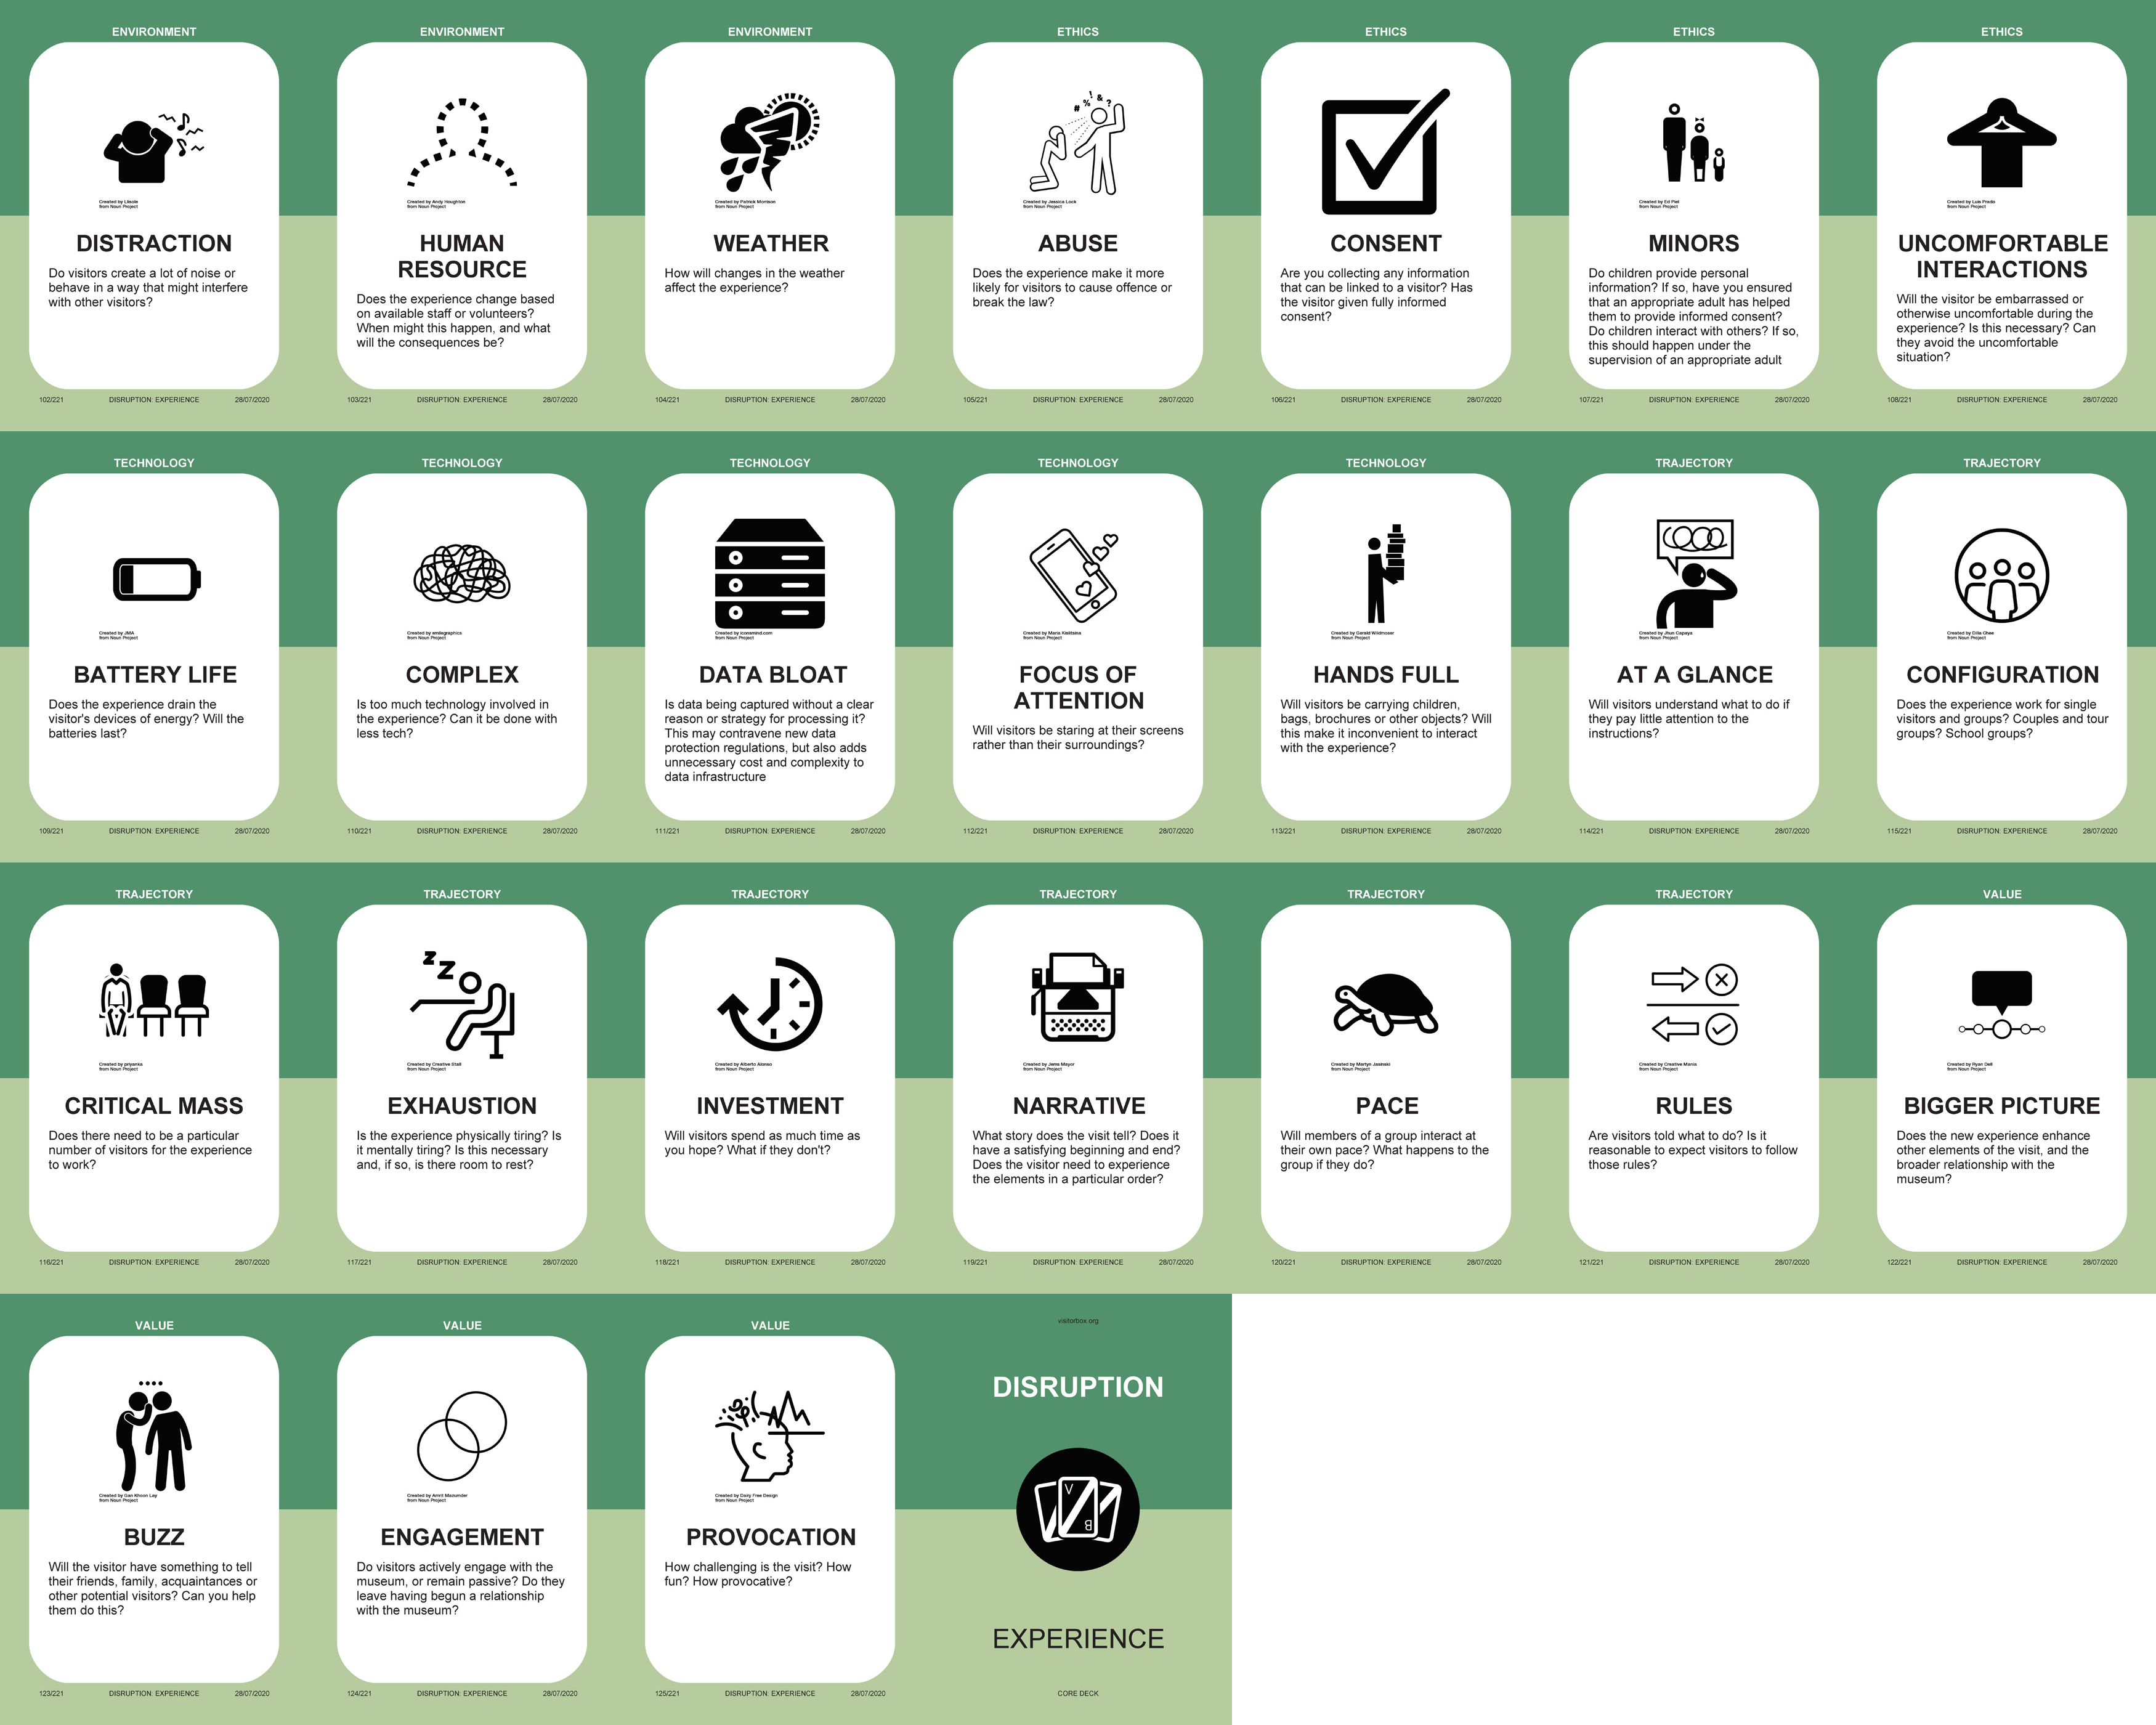 ENVIRONMENT
Created by Lileole
from Noun Project
DISTRACTION
Do visitors create a lot of noise or
behave in a way that might interfere
with other visitors?
102/221 DISRUPTION: EXPERIENCE 28/07/2020
ENVIRONMENT
Created by Andy Houghton
from Noun Project
HUMAN
RESOURCE
Does the experience change based
on available staff or volunteers?
When might this happen, and what
will the consequences be?
103/221 DISRUPTION: EXPERIENCE 28/07/2020
ENVIRONMENT
Created by Patrick Morrison
from Noun Project
WEATHER
How will changes in the weather
affect the experience?
104/221 DISRUPTION: EXPERIENCE 28/07/2020
ETHICS
# % ! & ?
Created by Jessica Lock
from Noun Project
ABUSE
Does the experience make it more
likely for visitors to cause offence or
break the law?
105/221 DISRUPTION: EXPERIENCE 28/07/2020
ETHICS
CONSENT
Are you collecting any information
that can be linked to a visitor? Has
the visitor given fully informed
consent?
106/221 DISRUPTION: EXPERIENCE 28/07/2020
ETHICS
Created by Ed Piel
from Noun Project
MINORS
Do children provide personal
information? If so, have you ensured
that an appropriate adult has helped
them to provide informed consent?
Do children interact with others? If so,
this should happen under the
supervision of an appropriate adult
107/221 DISRUPTION: EXPERIENCE 28/07/2020
ETHICS
Created by Luis Prado
from Noun Project
UNCOMFORTABLE
INTERACTIONS
Will the visitor be embarrassed or
otherwise uncomfortable during the
experience? Is this necessary? Can
they avoid the uncomfortable
situation?
108/221 DISRUPTION: EXPERIENCE 28/07/2020
TECHNOLOGY
Created by JMA
from Noun Project
BATTERY LIFE
Does the experience drain the
visitor's devices of energy? Will the
batteries last?
109/221 DISRUPTION: EXPERIENCE 28/07/2020
TECHNOLOGY
Created by emilegraphics
from Noun Project
COMPLEX
Is too much technology involved in
the experience? Can it be done with
less tech?
110/221 DISRUPTION: EXPERIENCE 28/07/2020
TECHNOLOGY
Created by iconsmind.com
from Noun Project
DATA BLOAT
Is data being captured without a clear
reason or strategy for processing it?
This may contravene new data
protection regulations, but also adds
unnecessary cost and complexity to
data infrastructure
111/221 DISRUPTION: EXPERIENCE 28/07/2020
TECHNOLOGY
Created by Maria Kislitsina
from Noun Project
FOCUS OF
ATTENTION
Will visitors be staring at their screens
rather than their surroundings?
112/221 DISRUPTION: EXPERIENCE 28/07/2020
TECHNOLOGY
Created by Gerald Wildmoser
from Noun Project
HANDS FULL
Will visitors be carrying children,
bags, brochures or other objects? Will
this make it inconvenient to interact
with the experience?
113/221 DISRUPTION: EXPERIENCE 28/07/2020
TRAJECTORY
Created by Jhun Capaya
from Noun Project
AT A GLANCE
Will visitors understand what to do if
they pay little attention to the
instructions?
114/221 DISRUPTION: EXPERIENCE 28/07/2020
TRAJECTORY
Created by Dilla Chee
from Noun Project
CONFIGURATION
Does the experience work for single
visitors and groups? Couples and tour
groups? School groups?
115/221 DISRUPTION: EXPERIENCE 28/07/2020
TRAJECTORY
Created by priyanka
from Noun Project
CRITICAL MASS
Does there need to be a particular
number of visitors for the experience
to work?
116/221 DISRUPTION: EXPERIENCE 28/07/2020
TRAJECTORY
z z
Created by Creative Stall
from Noun Project
EXHAUSTION
Is the experience physically tiring? Is
it mentally tiring? Is this necessary
and, if so, is there room to rest?
117/221 DISRUPTION: EXPERIENCE 28/07/2020
TRAJECTORY
Created by Alberto Alonso
from Noun Project
INVESTMENT
Will visitors spend as much time as
you hope? What if they don't?
118/221 DISRUPTION: EXPERIENCE 28/07/2020
TRAJECTORY
Created by Jems Mayor
from Noun Project
NARRATIVE
What story does the visit tell? Does it
have a satisfying beginning and end?
Does the visitor need to experience
the elements in a particular order?
119/221 DISRUPTION: EXPERIENCE 28/07/2020
TRAJECTORY
Created by Martyn Jasinski
from Noun Project
PACE
Will members of a group interact at
their own pace? What happens to the
group if they do?
120/221 DISRUPTION: EXPERIENCE 28/07/2020
TRAJECTORY
Created by Creative Mania
from Noun Project
RULES
Are visitors told what to do? Is it
reasonable to expect visitors to follow
those rules?
121/221 DISRUPTION: EXPERIENCE 28/07/2020
VALUE
Created by Ryan Dell
from Noun Project
BIGGER PICTURE
Does the new experience enhance
other elements of the visit, and the
broader relationship with the
museum?
122/221 DISRUPTION: EXPERIENCE 28/07/2020
VALUE
Created by Gan Khoon Lay
from Noun Project
BUZZ
Will the visitor have something to tell
their friends, family, acquaintances or
other potential visitors? Can you help
them do this?
123/221 DISRUPTION: EXPERIENCE 28/07/2020
VALUE
Created by Amrit Mazumder
from Noun Project
ENGAGEMENT
Do visitors actively engage with the
museum, or remain passive? Do they
leave having begun a relationship
with the museum?
124/221 DISRUPTION: EXPERIENCE 28/07/2020
VALUE
Created by Dairy Free Design
from Noun Project
PROVOCATION
How challenging is the visit? How
fun? How provocative?
125/221 DISRUPTION: EXPERIENCE 28/07/2020
visitorbox.org
DISRUPTION
V
B
EXPERIENCE
CORE DECK